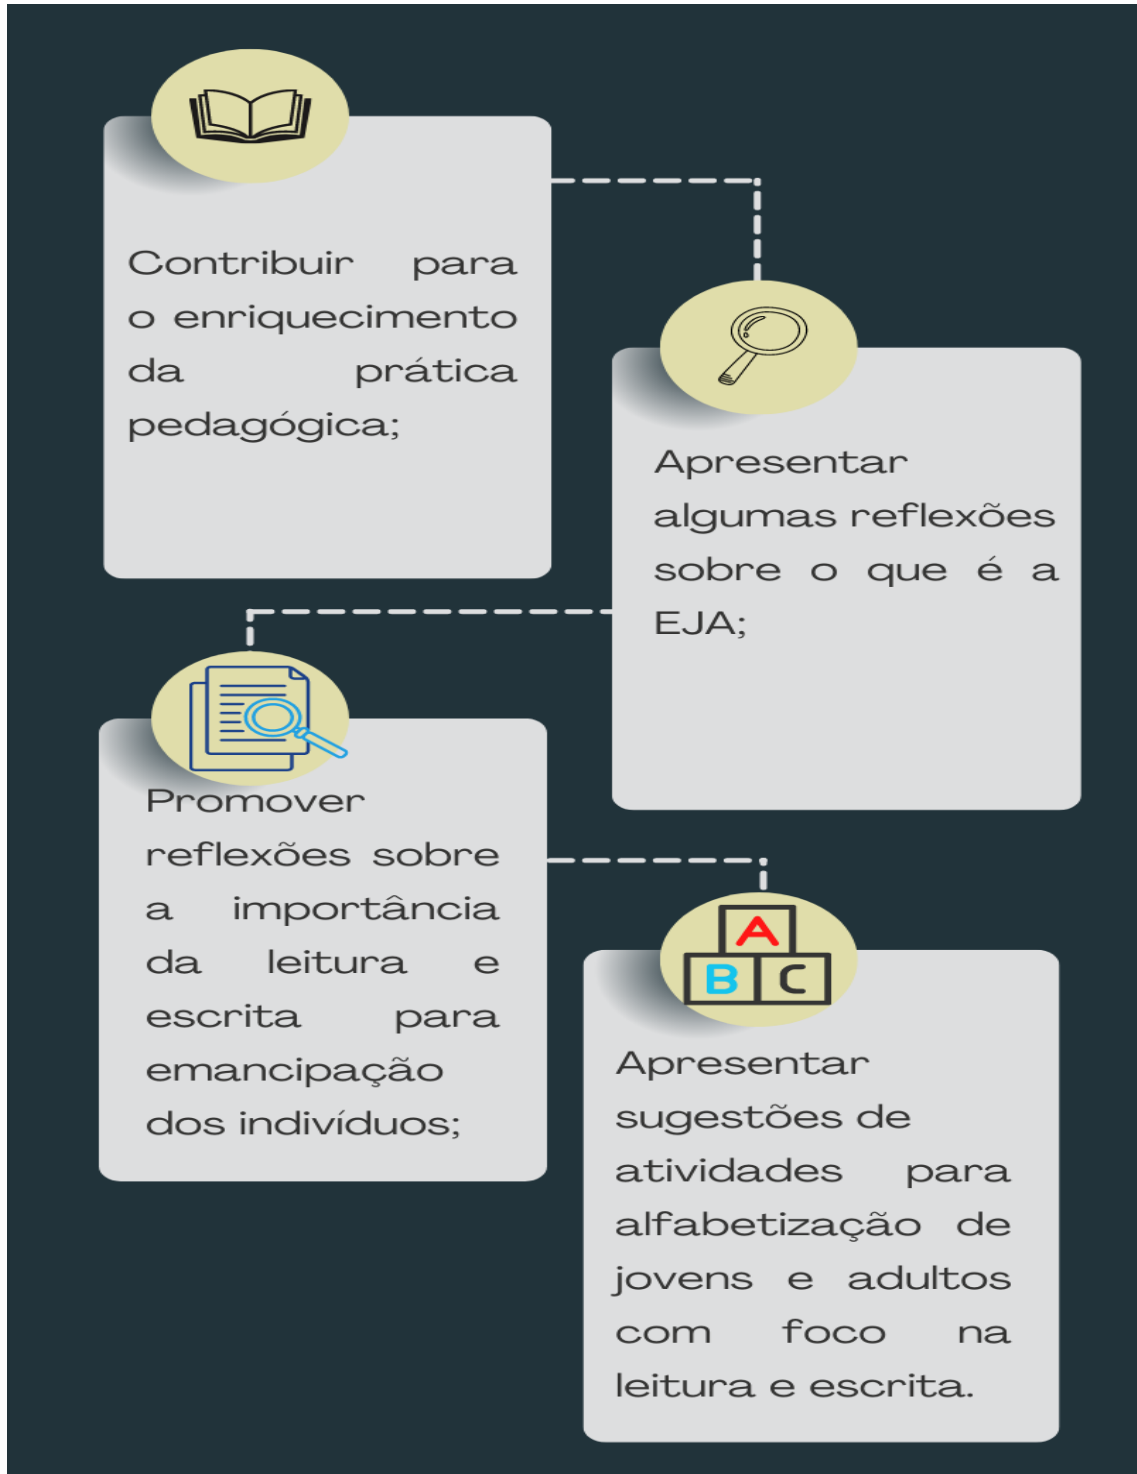 Contribuir para
o enriquecimento
da prática
pedagógica;
Apresentar
algumas reflexões
sobre o que é a
EJA;
Promover
reflexões sobre
a importância
da leitura e
escrita para
emancipação
dos indivíduos;
A
B C
Apresentar
sugestões de
atividades para
alfabetização de
jovens e adultos
com foco na
leitura e escrita.